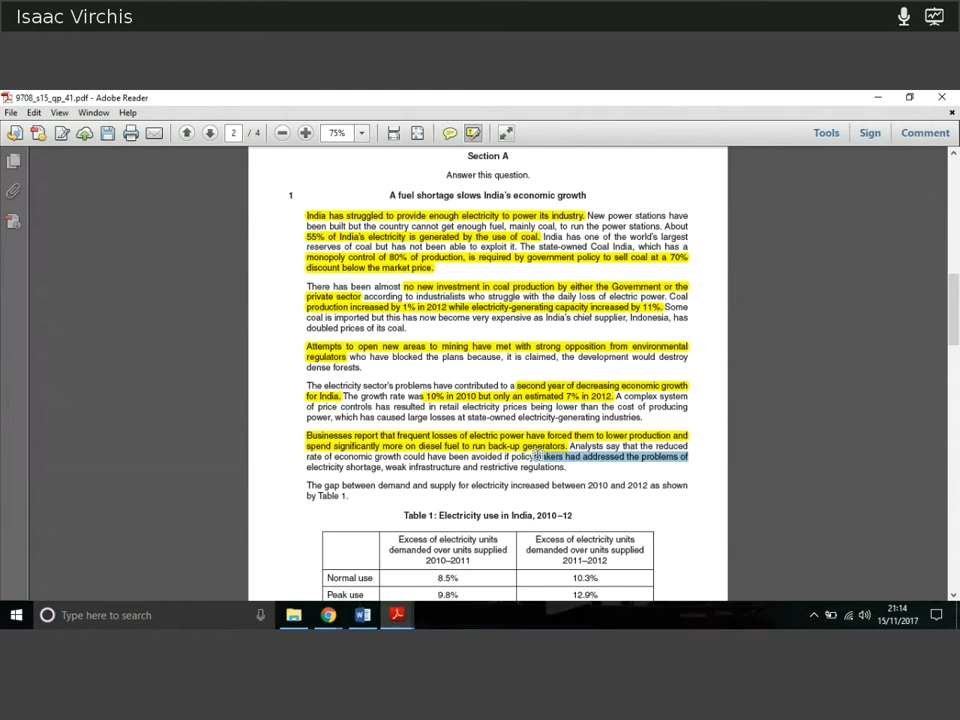 Isaac Virchis
9708_s15_qp_41.pdf - Adobe Reader
File Edit View Window Help
2 / 4 75% Tools Sign Comment
Section A
Answer this question.
1 A fuel shortage slows India's economic growth
India has struggled to provide enough electricity to power its industry. New power stations have
been built but the country cannot get enough fuel, mainly coal, to run the power stations. About
55% of India's electricity is generated by the use of coal. India has one of the world's largest
reserves of coal but has not been able to exploit it. The state-owned Coal India, which has a
monopoly control of 80% of production, is required by government policy to sell coal at a 70%
discount below the market price.
There has been almost no new investment in coal production by either the Government or the
private sector according to industrialists who struggle with the daily loss of electric power. Coal
production increased by 1% in 2012 while electricity-generating capacity increased by 11%. Some
coal is imported but this has now become very expensive as India's chief supplier, Indonesia, has
doubled prices of its coal.
Attempts to open new areas to mining have met with strong opposition from environmental
regulators who have blocked the plans because, it is claimed, the development would destroy
dense forests.
The electricity sector's problems have contributed to a second year of decreasing economic growth
for India. The growth rate was 10% in 2010 but only an estimated 7% in 2012. A complex system
of price controls has resulted in retail electricity prices being lower than the cost of producing
power, which has caused large losses at state-owned electricity-generating industries.
Businesses report that frequent losses of electric power have forced them to lower production and
spend significantly more on diesel fuel to run back-up generators. Analysts say that the reduced
rate of economic growth could have been avoided if policy makers had addressed the problems of
electricity shortage, weak infrastructure and restrictive regulations.
The gap between demand and supply for electricity increased between 2010 and 2012 as shown
by Table 1.
Table 1: Electricity use in India, 2010–12
Excess of electricity units Excess of electricity units
demanded over units supplied demanded over units supplied
2010–2011 2011–2012
Normal use 8.5% 10.3%
Peak use 9.8% 12.9%
Type here to search
21:14
15/11/2017